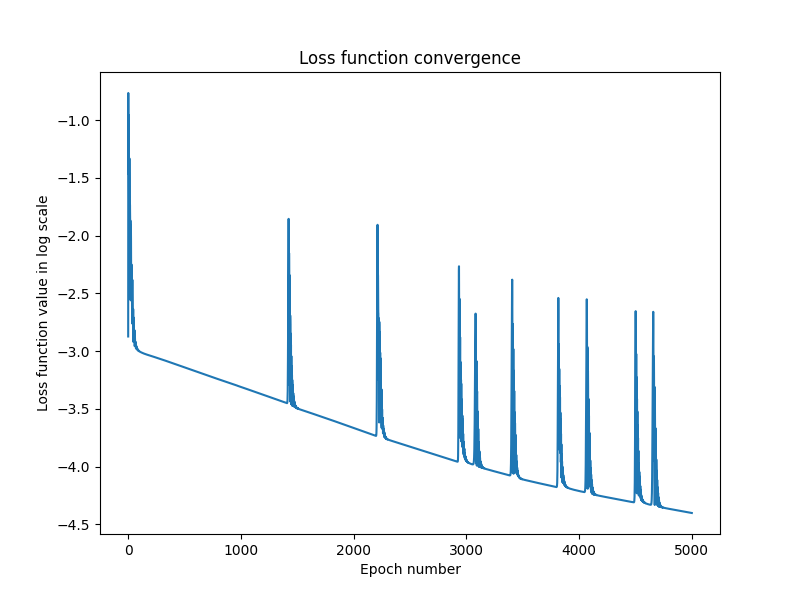 Loss function convergence
Loss function value in log scale
−1.0
−1.5
−2.0
−2.5
−3.0
−3.5
−4.0
−4.5
0 1000 2000 3000 4000 5000
Epoch number